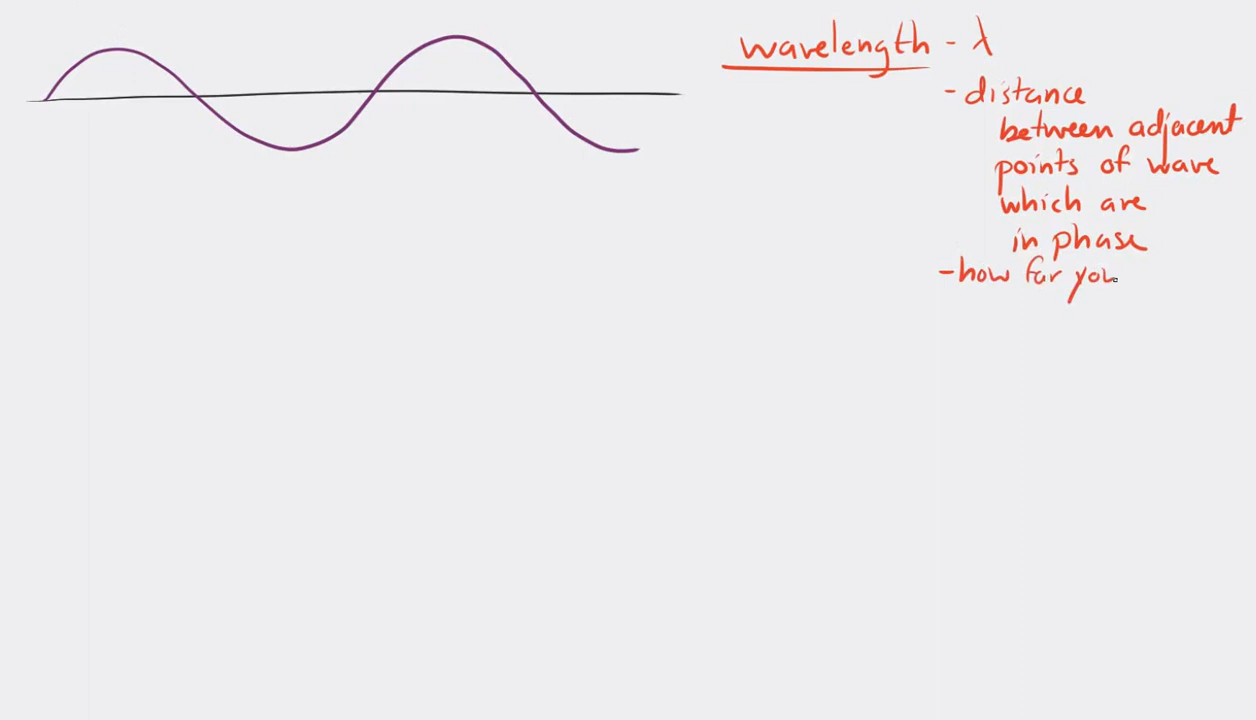 wavelength - λ
- distance
between adjacent
points of wave
which are
in phase
- how far you